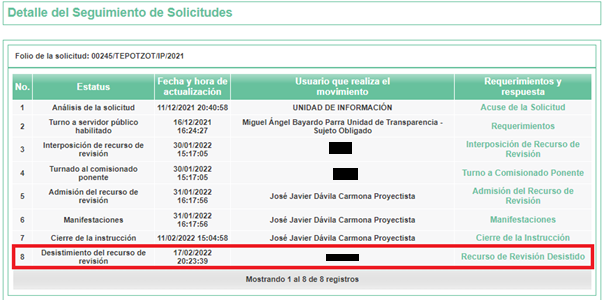 Detalle del Seguimiento de Solicitudes
Folio de la solicitud: 00245/TEPOTZOT/IP/2021
No. Estatus Fecha y hora de actualización Usuario que realiza el movimiento Requerimientos y respuesta
1 Análisis de la solicitud 11/12/2021 20:40:58 UNIDAD DE INFORMACIÓN Acuse de la Solicitud
2 Turno a servidor público habilitado 16/12/2021 16:24:27 Miguel Ángel Bayardo Parra Unidad de Transparencia - Sujeto Obligado Requerimientos
3 Interposición de recurso de revisión 30/01/2022 15:17:05 Interposición de Recurso de Revisión
4 Turnado al comisionado ponente 30/01/2022 15:17:05 Turno a Comisionado Ponente
5 Admisión del recurso de revisión 31/01/2022 16:17:56 José Javier Dávila Carmona Proyectista Admisión del Recurso de Revisión
6 Manifestaciones 31/01/2022 16:17:56 José Javier Dávila Carmona Proyectista Manifestaciones
7 Cierre de la instrucción 11/02/2022 15:04:58 José Javier Dávila Carmona Proyectista Cierre de la Instrucción
8 Desistimiento del recurso de revisión 17/02/2022 20:23:39 Recurso de Revisión Desistido
Mostrando 1 al 8 de 8 registros